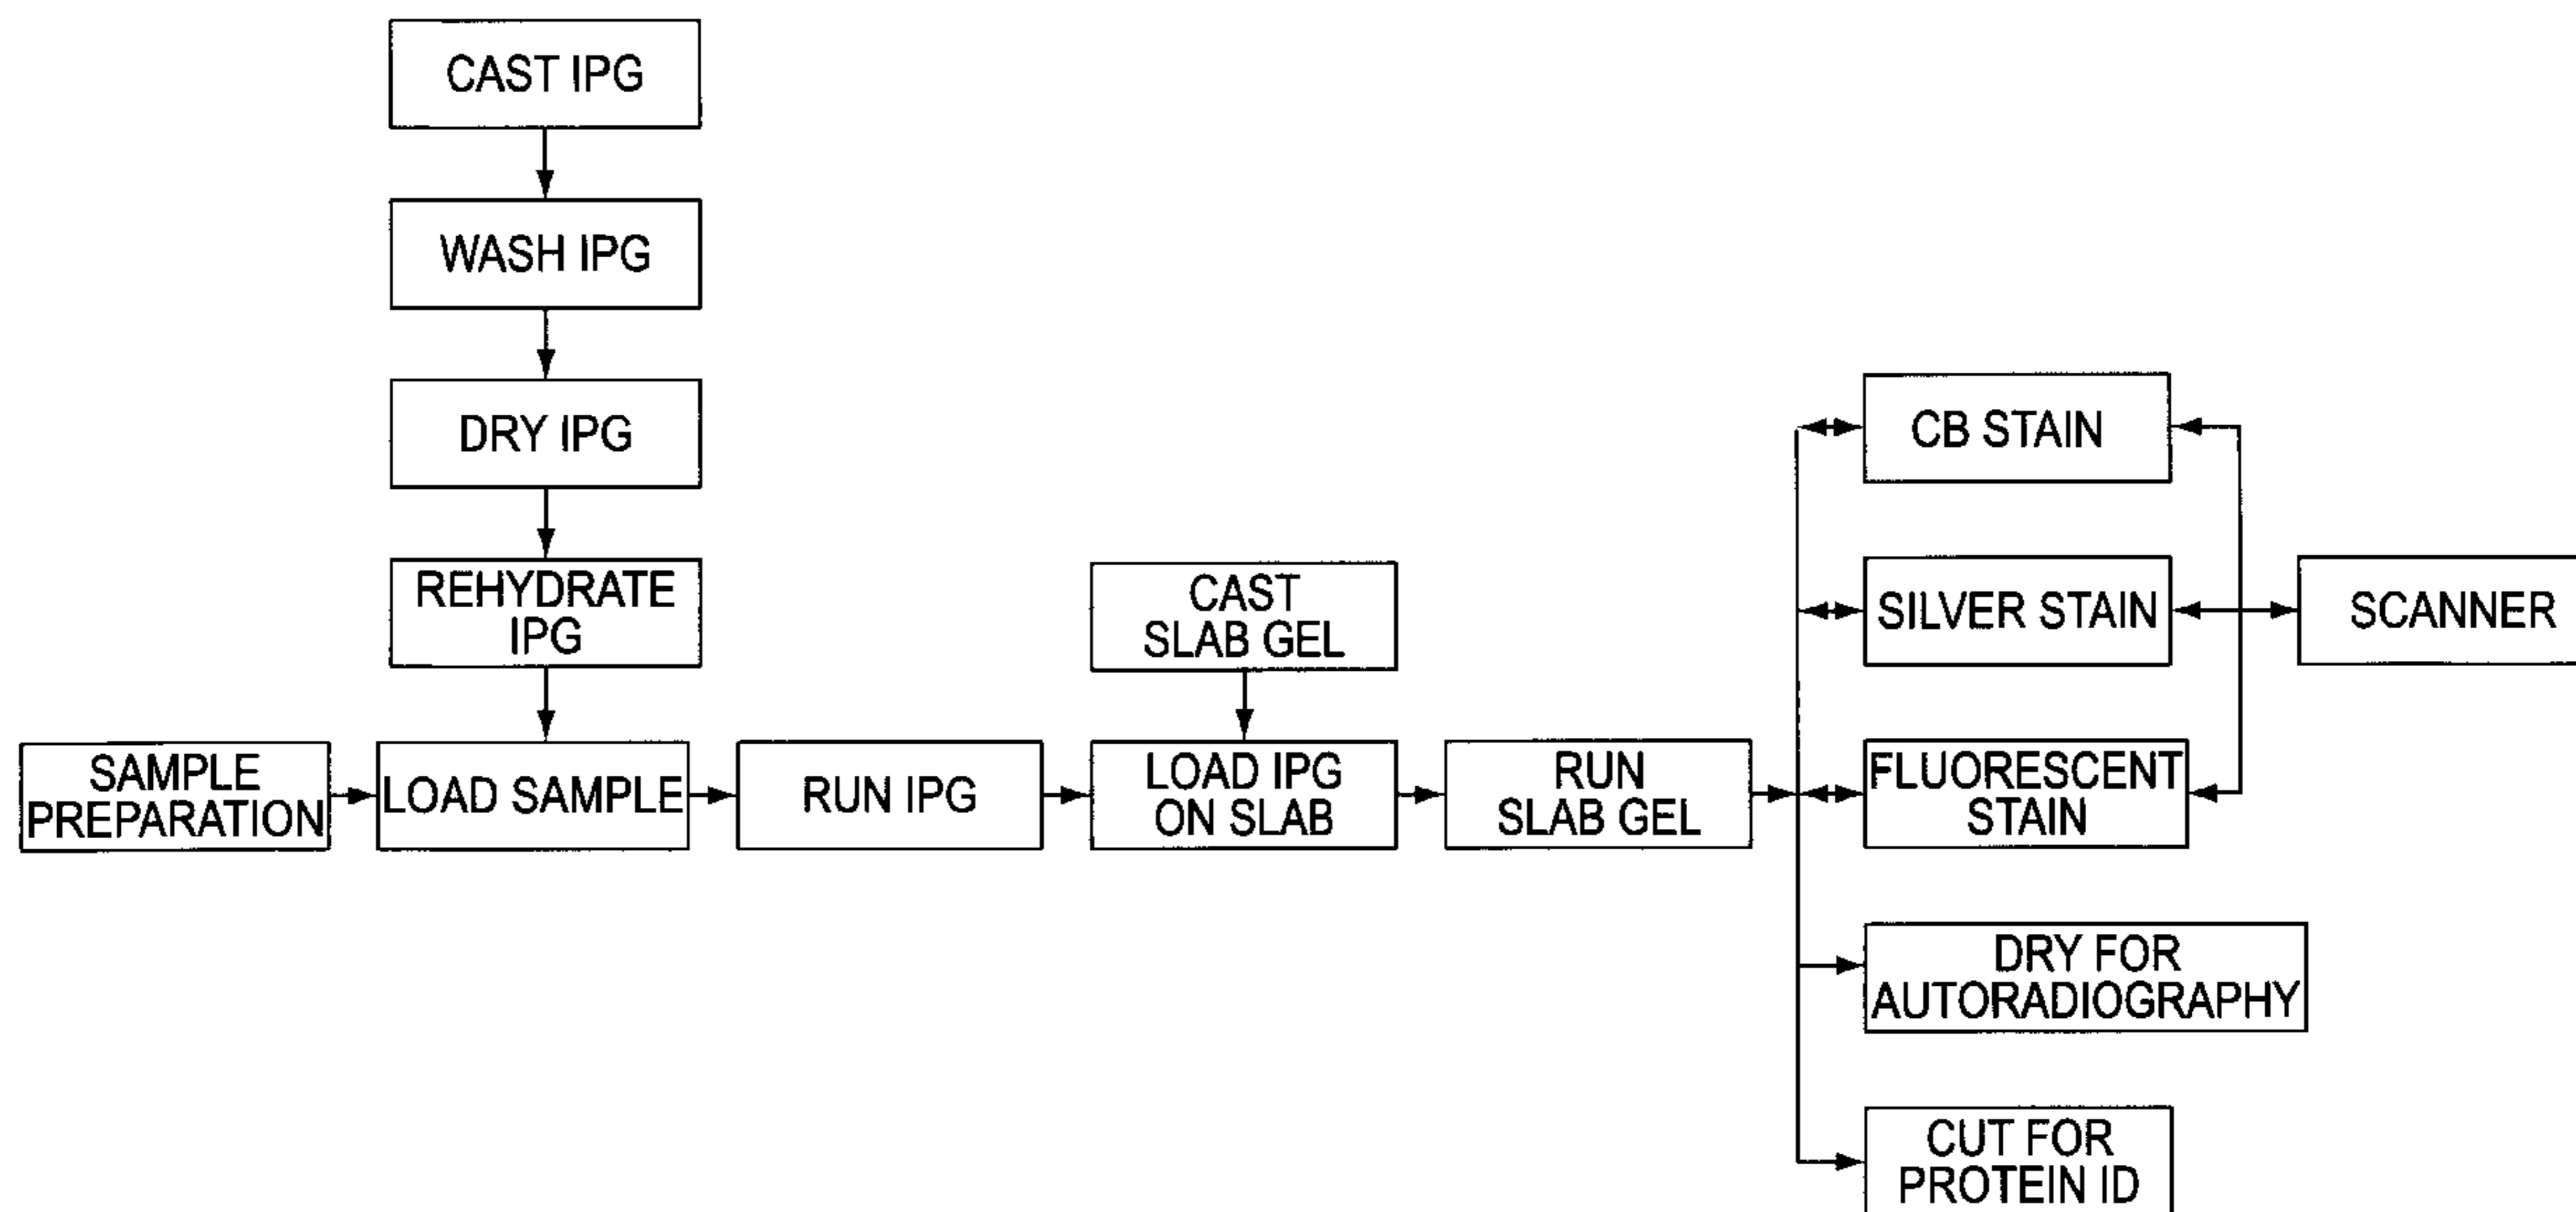 CAST IPG
WASH IPG
DRY IPG
REHYDRATE
IPG
SAMPLE
PREPARATION
LOAD SAMPLE
RUN IPG
CAST
SLAB GEL
LOAD IPG
ON SLAB
RUN
SLAB GEL
CB STAIN
SILVER STAIN
FLUORESCENT
STAIN
DRY FOR
AUTORADIOGRAPHY
CUT FOR
PROTEIN ID
SCANNER